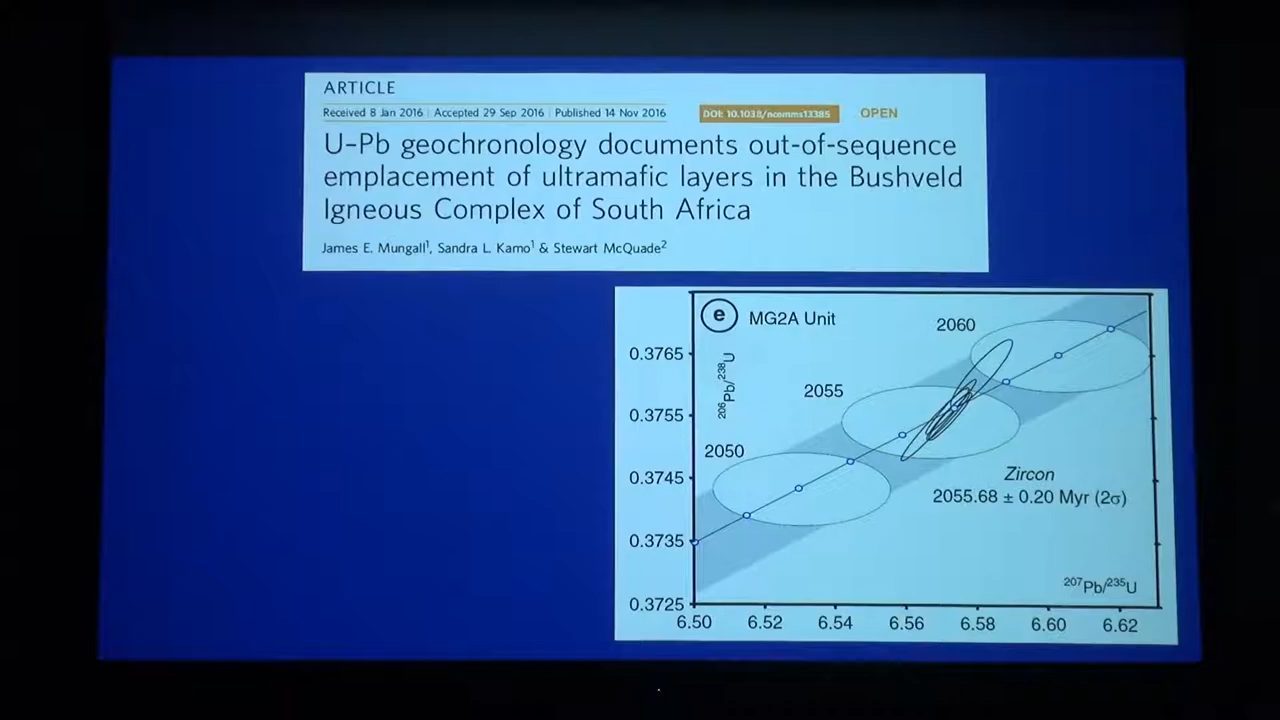 ARTICLE
Received 8 Jan 2016 | Accepted 29 Sep 2016 | Published 14 Nov 2016
DOI: 10.1038/ncomms13385
OPEN
U–Pb geochronology documents out-of-sequence
emplacement of ultramafic layers in the Bushveld
Igneous Complex of South Africa
James E. Mungall¹, Sandra L. Kamo¹ & Stewart McQuade²
e
MG2A Unit
²⁰⁶Pb/²³⁸U
2060
2055
2050
0.3765
0.3755
0.3745
0.3735
0.3725
Zircon
2055.68 ± 0.20 Myr (2σ)
²⁰⁷Pb/²³⁵U
6.50 6.52 6.54 6.56 6.58 6.60 6.62